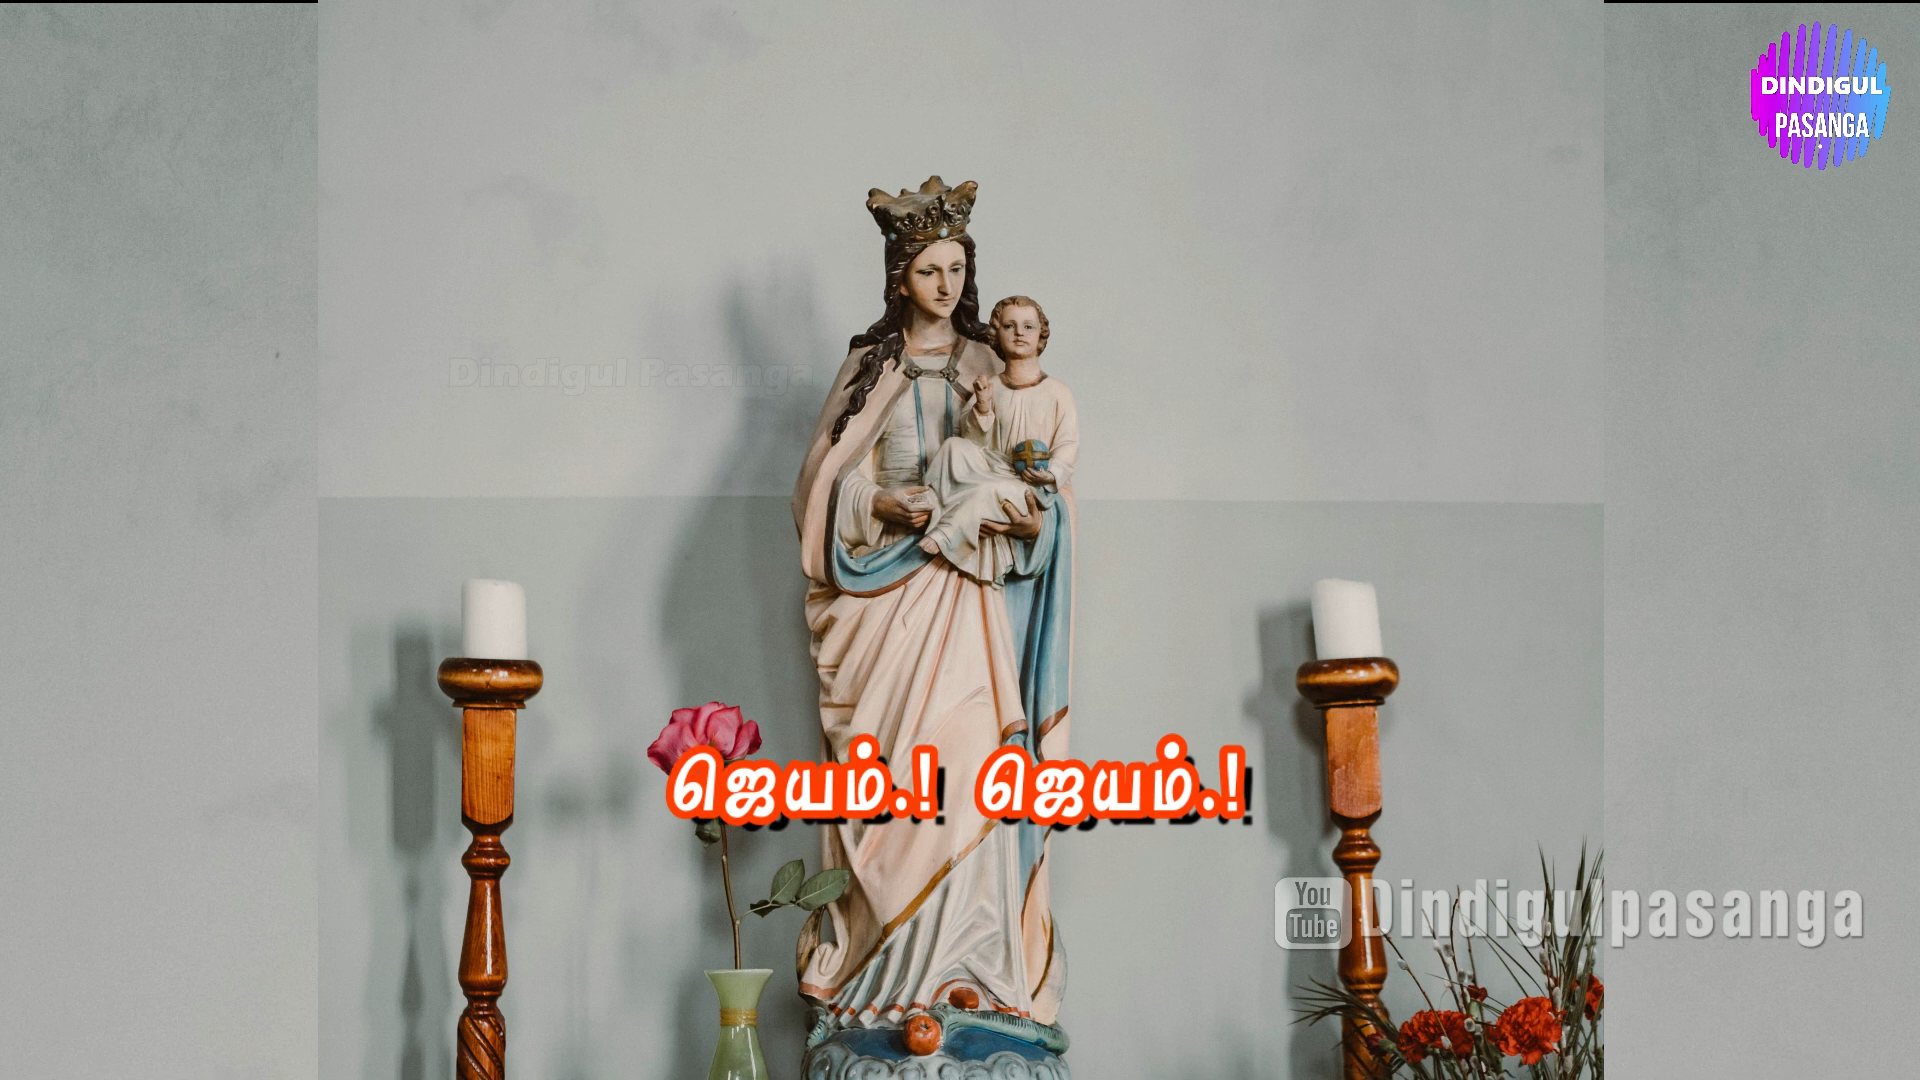 DINDIGUL
PASANGA
Dindigul Pasanga
ஜெயம்.! ஜெயம்.!
You
Tube
Dindigulpasanga